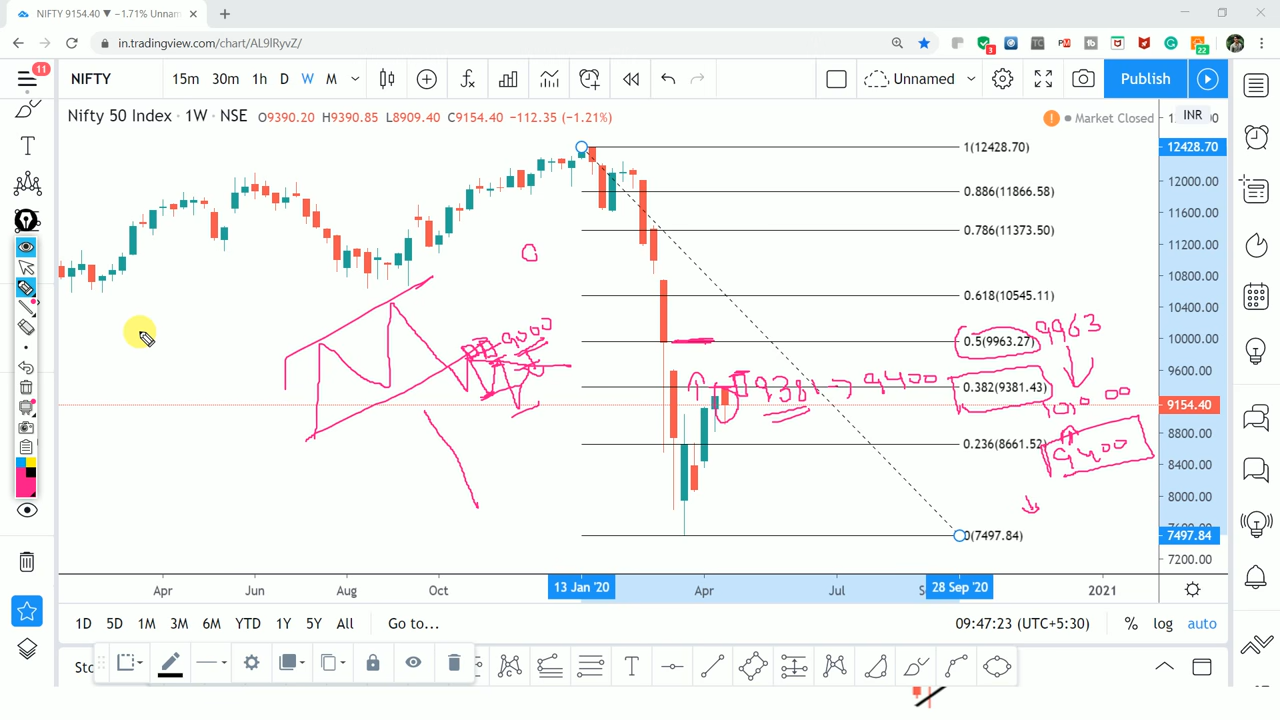 NIFTY 9154.40 ▼ −1.71% Unnam
in.tradingview.com/chart/AL9lRyvZ/
11
NIFTY
15m 30m 1h D W M
Unnamed
Publish
Nifty 50 Index · 1W · NSE O9390.20 H9390.85 L8909.40 C9154.40 −112.35 (−1.21%)
Market Closed
INR
1(12428.70)
12428.70
0.886(11866.58)
12000.00
11600.00
0.786(11373.50)
11200.00
10800.00
0.618(10545.11)
10400.00
9000
0.5(9963.27)
9963
10000.00
9600.00
9381 → 9400
0.382(9381.43)
9154.40
9400
0.236(8661.52)
8800.00
8400.00
8000.00
0(7497.84)
7497.84
7200.00
Apr Jun Aug Oct 13 Jan '20 Apr Jul 28 Sep '20 2021
1D 5D 1M 3M 6M YTD 1Y 5Y All Go to...
09:47:23 (UTC+5:30) % log auto